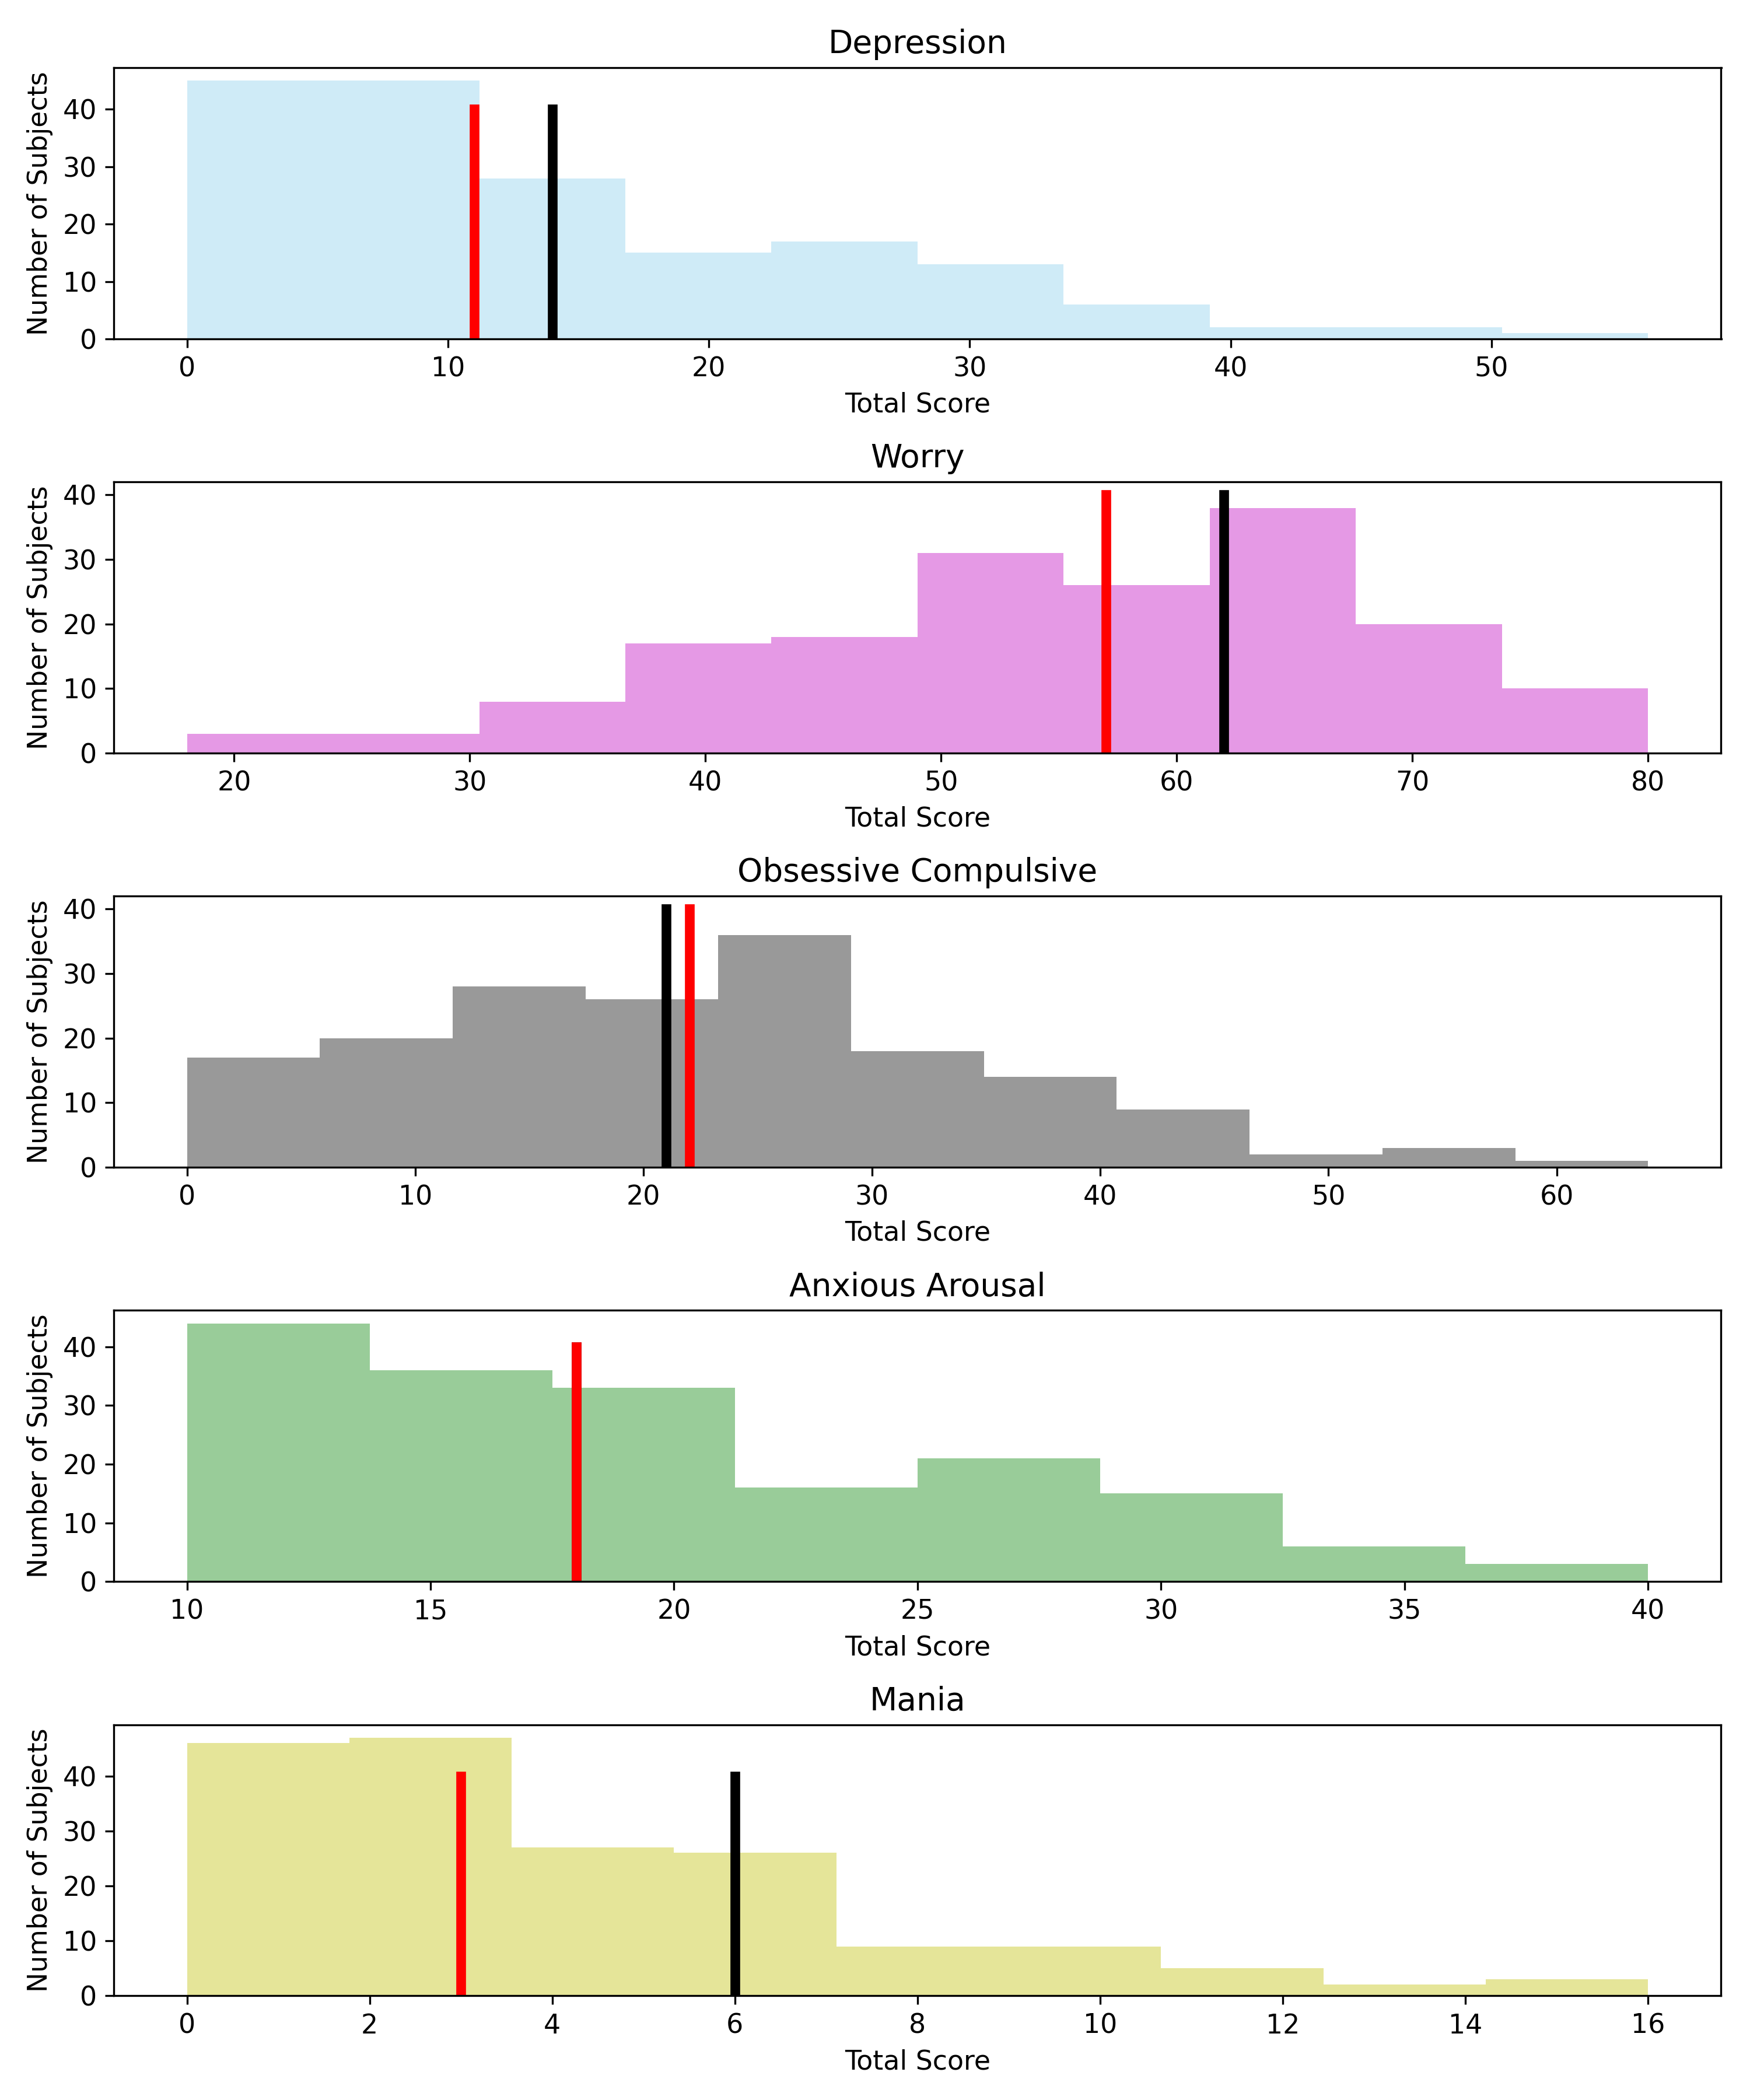 Depression
Number of Subjects
40
30
20
10
0
0 10 20 30 40 50
Total Score
Worry
Number of Subjects
40
30
20
10
0
20 30 40 50 60 70 80
Total Score
Obsessive Compulsive
Number of Subjects
40
30
20
10
0
0 10 20 30 40 50 60
Total Score
Anxious Arousal
Number of Subjects
40
30
20
10
0
10 15 20 25 30 35 40
Total Score
Mania
Number of Subjects
40
30
20
10
0
0 2 4 6 8 10 12 14 16
Total Score